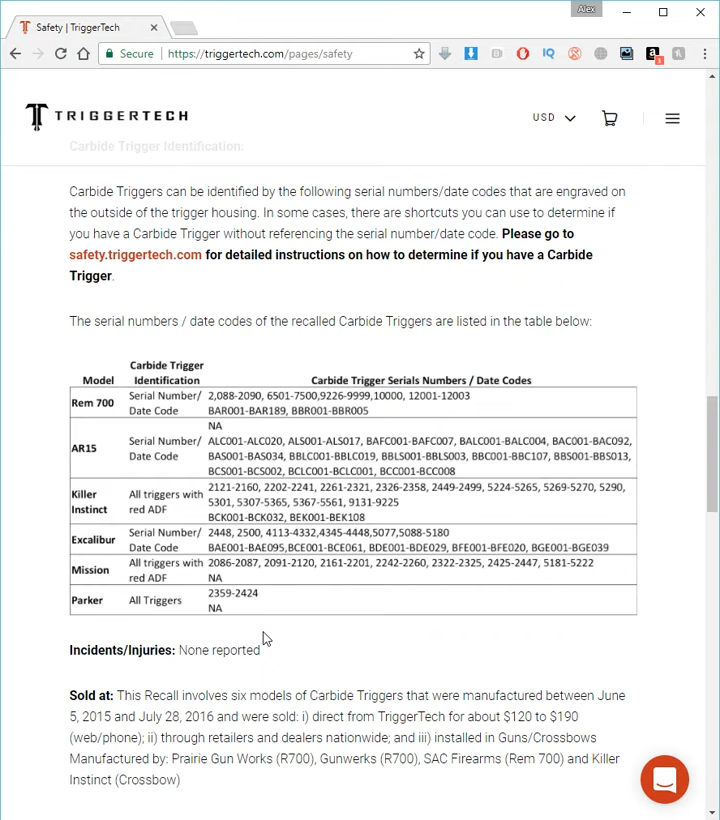 Alex
Safety | TriggerTech
Secure | https://triggertech.com/pages/safety
IQ
a
3
TRIGGERTECH
USD
Carbide Trigger Identification:
Carbide Triggers can be identified by the following serial numbers/date codes that are engraved on
the outside of the trigger housing. In some cases, there are shortcuts you can use to determine if
you have a Carbide Trigger without referencing the serial number/date code. Please go to
safety.triggertech.com for detailed instructions on how to determine if you have a Carbide
Trigger.
The serial numbers / date codes of the recalled Carbide Triggers are listed in the table below:
Carbide Trigger
Model Identification Carbide Trigger Serials Numbers / Date Codes
Rem 700 Serial Number/ 2,088-2090, 6501-7500,9226-9999,10000, 12001-12003
Date Code BAR001-BAR189, BBR001-BBR005
NA
AR15 Serial Number/ ALC001-ALC020, ALS001-ALS017, BAFC001-BAFC007, BALC001-BALC004, BAC001-BAC092,
Date Code BAS001-BAS034, BBLC001-BBLC019, BBLS001-BBLS003, BBC001-BBC107, BBS001-BBS013,
BCS001-BCS002, BCLC001-BCLC001, BCC001-BCC008
Killer All triggers with 2121-2160, 2202-2241, 2261-2321, 2326-2358, 2449-2499, 5224-5265, 5269-5270, 5290,
Instinct red ADF 5301, 5307-5365, 5367-5561, 9131-9225
BCK001-BCK032, BEK001-BEK108
Excalibur Serial Number/ 2448, 2500, 4113-4332,4345-4448,5077,5088-5180
Date Code BAE001-BAE095,BCE001-BCE061, BDE001-BDE029, BFE001-BFE020, BGE001-BGE039
Mission All triggers with 2086-2087, 2091-2120, 2161-2201, 2242-2260, 2322-2325, 2425-2447, 5181-5222
red ADF NA
Parker All Triggers 2359-2424
NA
Incidents/Injuries: None reported
Sold at: This Recall involves six models of Carbide Triggers that were manufactured between June
5, 2015 and July 28, 2016 and were sold: i) direct from TriggerTech for about $120 to $190
(web/phone); ii) through retailers and dealers nationwide; and iii) installed in Guns/Crossbows
Manufactured by: Prairie Gun Works (R700), Gunwerks (R700), SAC Firearms (Rem 700) and Killer
Instinct (Crossbow)